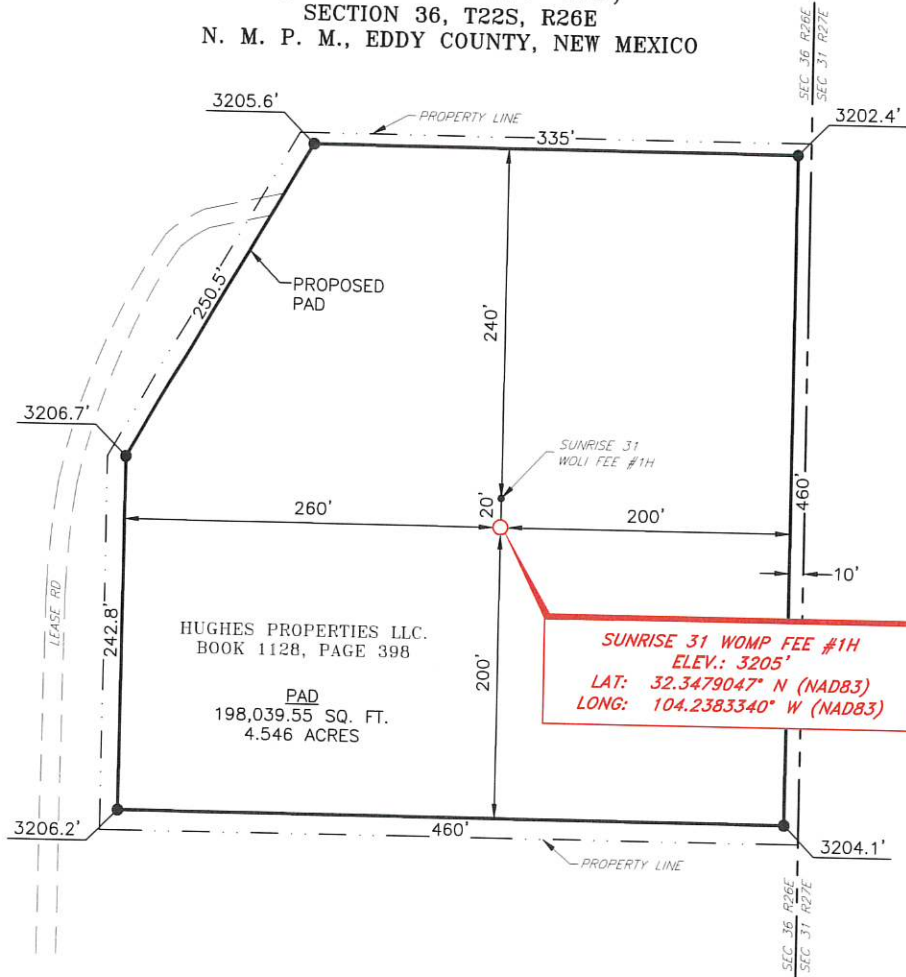 SECTION 36, T22S, R26E
N. M. P. M., EDDY COUNTY, NEW MEXICO
SEC 36 R26E
SEC 31 R27E
3205.6'
PROPERTY LINE
335'
3202.4'
250.5'
PROPOSED
PAD
240'
3206.7'
SUNRISE 31
WOLI FEE #1H
460'
20'
260'
200'
10'
LEASE RD
242.8'
HUGHES PROPERTIES LLC.
BOOK 1128, PAGE 398
200'
SUNRISE 31 WOMP FEE #1H
ELEV.: 3205'
LAT: 32.3479047° N (NAD83)
LONG: 104.2383340° W (NAD83)
PAD
198,039.55 SQ. FT.
4.546 ACRES
3206.2'
460'
3204.1'
PROPERTY LINE
SEC 36 R26E
SEC 31 R27E